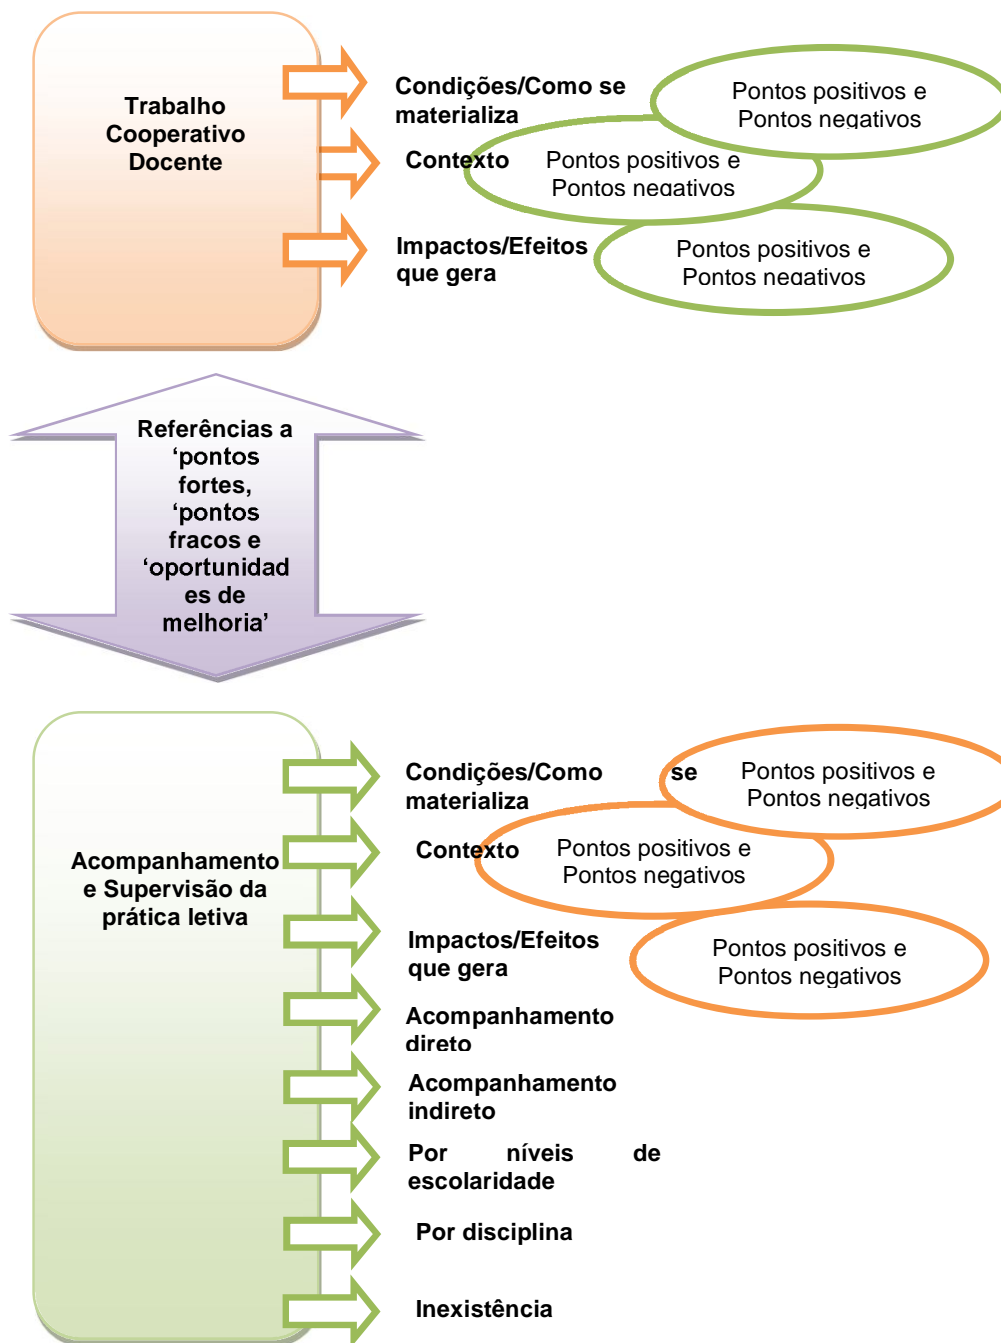 Trabalho
Cooperativo
Docente
Condições/Como se
materializa
Pontos positivos e
Pontos negativos
Contexto
Pontos positivos e
Pontos negativos
Impactos/Efeitos
que gera
Pontos positivos e
Pontos negativos
Referências a
‘pontos
fortes,
‘pontos
fracos e
‘oportunidad
es de
melhoria’
Acompanhamento
e Supervisão da
prática letiva
Condições/Como se
materializa
Pontos positivos e
Pontos negativos
Contexto
Pontos positivos e
Pontos negativos
Impactos/Efeitos
que gera
Pontos positivos e
Pontos negativos
Acompanhamento
direto
Acompanhamento
indireto
Por níveis de
escolaridade
Por disciplina
Inexistência